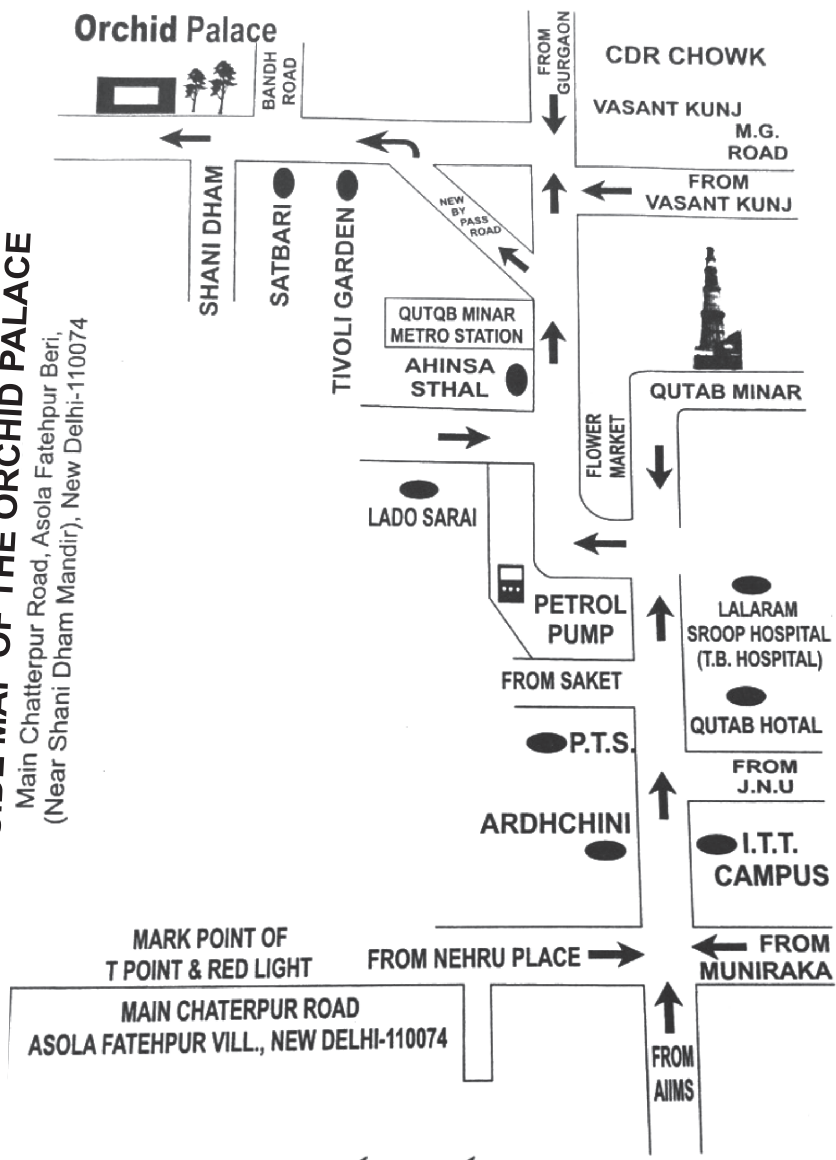 Orchid Palace
BANDH
ROAD
FROM
GURGAON
CDR CHOWK
VASANT KUNJ
M.G.
ROAD
FROM
VASANT KUNJ
NEW
BY
PASS
ROAD
SHANI DHAM
SATBARI
TIVOLI GARDEN
QUTQB MINAR
METRO STATION
AHINSA
STHAL
QUTAB MINAR
FLOWER
MARKET
LADO SARAI
PETROL
PUMP
LALARAM
SROOP HOSPITAL
(T.B. HOSPITAL)
FROM SAKET
QUTAB HOTAL
P.T.S.
FROM
J.N.U
ARDHCHINI
I.T.T.
CAMPUS
MAP OF THE ORCHID PALACE
Main Chatterpur Road, Asola Fatehpur Beri,
(Near Shani Dham Mandir), New Delhi-110074
MARK POINT OF
T POINT & RED LIGHT
FROM NEHRU PLACE
FROM
MUNIRAKA
MAIN CHATERPUR ROAD
ASOLA FATEHPUR VILL., NEW DELHI-110074
FROM
AIIMS